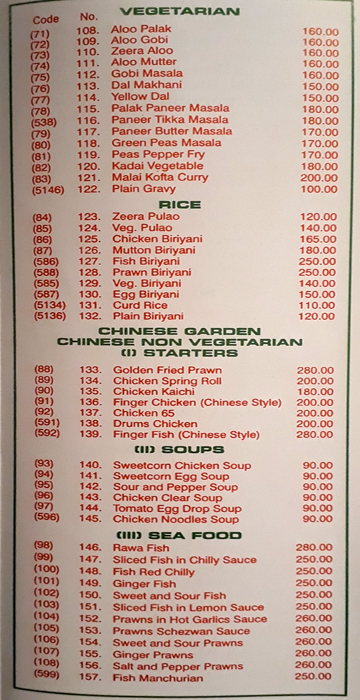 VEGETARIAN
Code No.
(71) 108. Aloo Palak 160.00
(72) 109. Aloo Gobi 160.00
(73) 110. Zeera Aloo 160.00
(74) 111. Aloo Mutter 160.00
(75) 112. Gobi Masala 160.00
(76) 113. Dal Makhani 150.00
(77) 114. Yellow Dal 150.00
(78) 115. Palak Paneer Masala 180.00
(538) 116. Paneer Tikka Masala 180.00
(79) 117. Paneer Butter Masala 170.00
(80) 118. Green Peas Masala 170.00
(81) 119. Peas Pepper Fry 170.00
(82) 120. Kadai Vegetable 180.00
(83) 121. Malai Kofta Curry 200.00
(5146) 122. Plain Gravy 100.00
RICE
(84) 123. Zeera Pulao 120.00
(85) 124. Veg. Pulao 140.00
(86) 125. Chicken Biriyani 165.00
(87) 126. Mutton Biriyani 180.00
(586) 127. Fish Biriyani 250.00
(588) 128. Prawn Biriyani 250.00
(585) 129. Veg. Biriyani 140.00
(587) 130. Egg Biriyani 150.00
(5134) 131. Curd Rice 110.00
(5136) 132. Plain Biriyani 120.00
CHINESE GARDEN
CHINESE NON VEGETARIAN
(I) STARTERS
(88) 133. Golden Fried Prawn 280.00
(89) 134. Chicken Spring Roll 200.00
(90) 135. Chicken Kaichi 180.00
(91) 136. Finger Chicken (Chinese Style) 200.00
(92) 137. Chicken 65 200.00
(591) 138. Drums Chicken 200.00
(592) 139. Finger Fish (Chinese Style) 280.00
(II) SOUPS
(93) 140. Sweetcorn Chicken Soup 90.00
(94) 141. Sweetcorn Egg Soup 90.00
(95) 142. Sour and Pepper Soup 90.00
(96) 143. Chicken Clear Soup 90.00
(97) 144. Tomato Egg Drop Soup 90.00
(596) 145. Chicken Noodles Soup 90.00
(III) SEA FOOD
(98) 146. Rawa Fish 280.00
(99) 147. Sliced Fish in Chilly Sauce 250.00
(100) 148. Fish Red Chilly 250.00
(101) 149. Ginger Fish 250.00
(102) 150. Sweet and Sour Fish 250.00
(103) 151. Sliced Fish in Lemon Sauce 250.00
(104) 152. Prawns in Hot Garlics Sauce 260.00
(105) 153. Prawns Schezwan Sauce 260.00
(106) 154. Sweet and Sour Prawns 260.00
(107) 155. Ginger Prawns 260.00
(108) 156. Salt and Pepper Prawns 260.00
(599) 157. Fish Manchurian 250.00